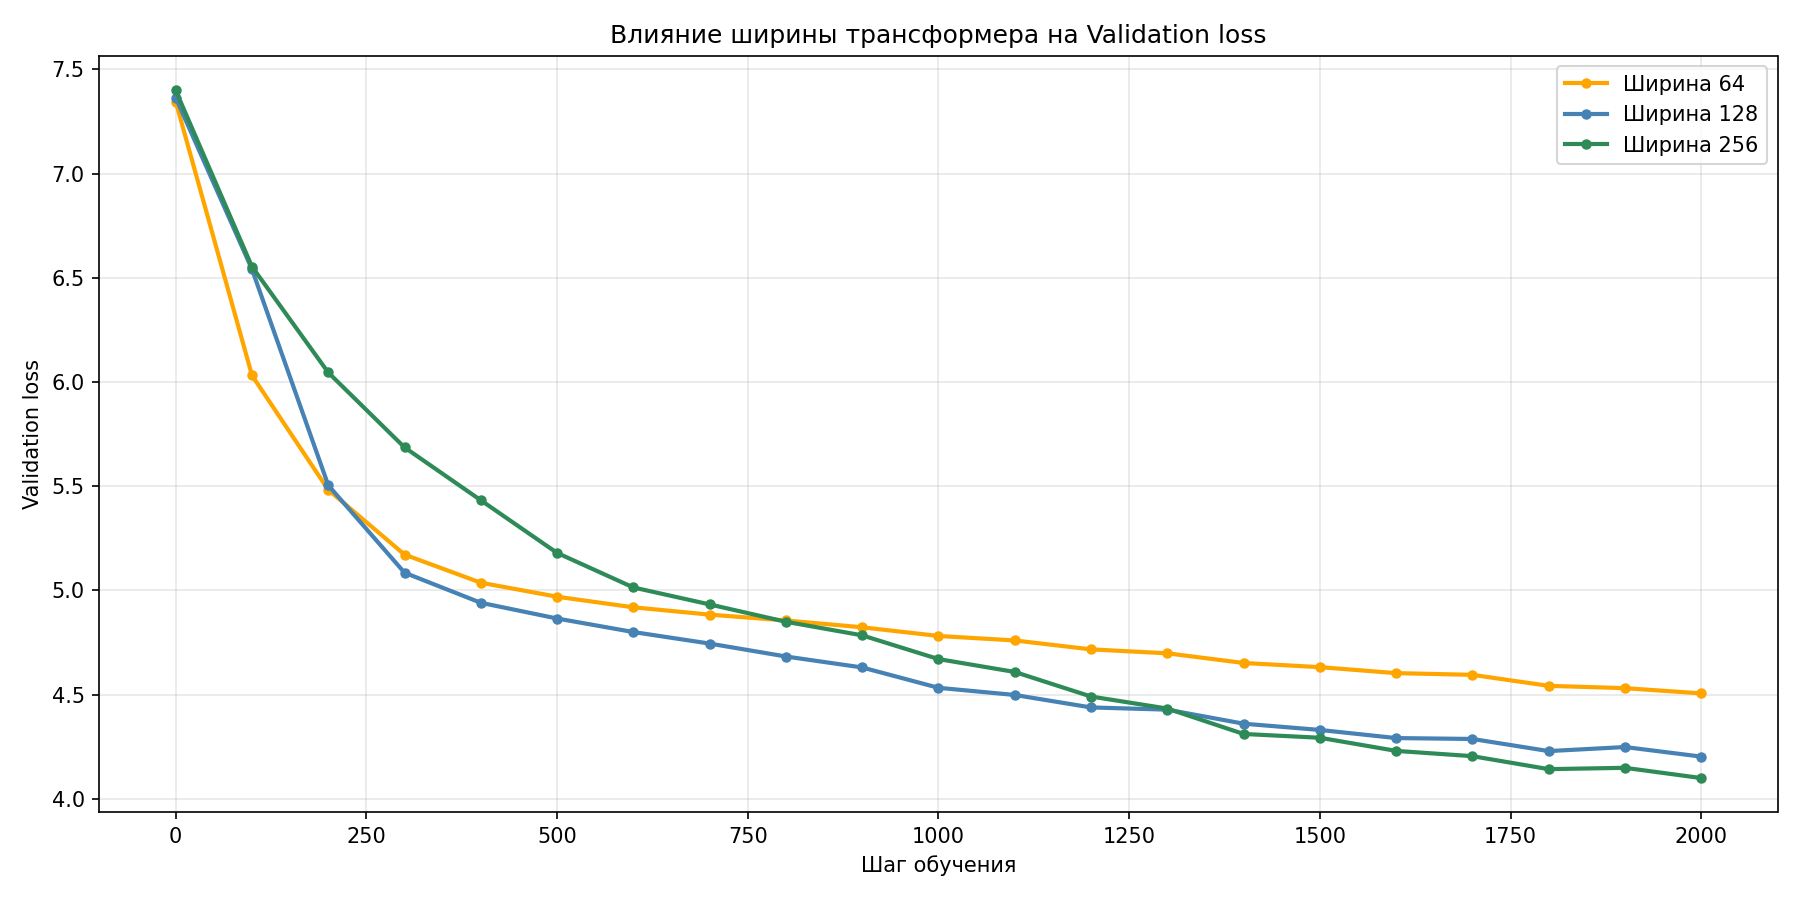 Влияние ширины трансформера на Validation loss
Ширина 64
Ширина 128
Ширина 256
Validation loss
7.5
7.0
6.5
6.0
5.5
5.0
4.5
4.0
0 250 500 750 1000 1250 1500 1750 2000
Шаг обучения